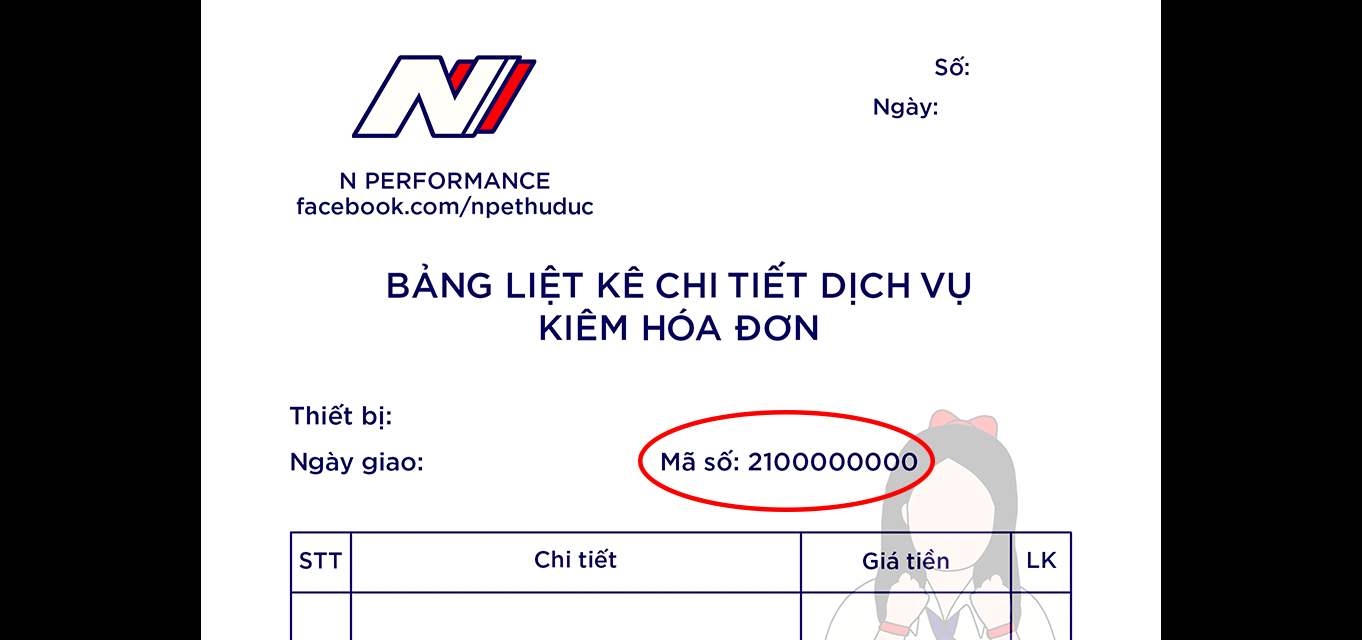 N
Số:
Ngày:
N PERFORMANCE
facebook.com/npethuduc
BẢNG LIỆT KÊ CHI TIẾT DỊCH VỤ
KIÊM HÓA ĐƠN
Thiết bị:
Ngày giao:
Mã số: 2100000000
STT Chi tiết Giá tiền LK